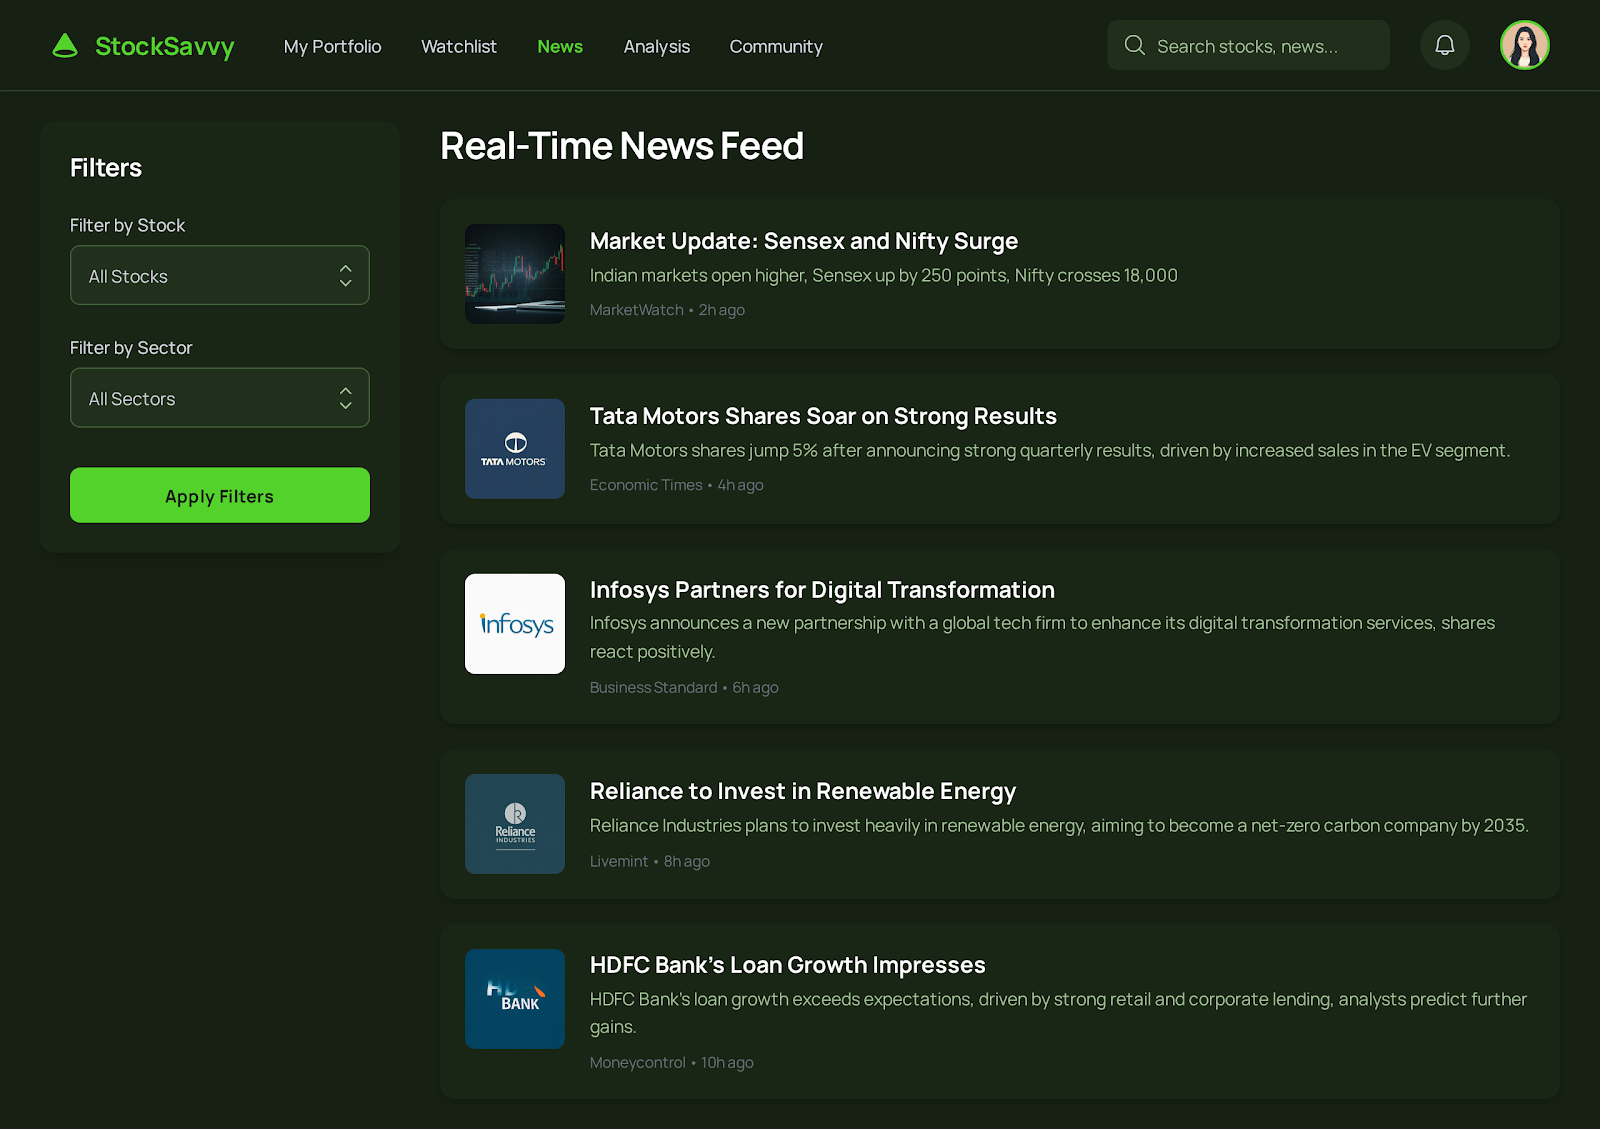 StockSavvy
My Portfolio
Watchlist
News
Analysis
Community
Search stocks, news...
Filters
Filter by Stock
All Stocks
Filter by Sector
All Sectors
Apply Filters
Real-Time News Feed
Market Update: Sensex and Nifty Surge
Indian markets open higher, Sensex up by 250 points, Nifty crosses 18,000
MarketWatch • 2h ago
TATA MOTORS
Tata Motors Shares Soar on Strong Results
Tata Motors shares jump 5% after announcing strong quarterly results, driven by increased sales in the EV segment.
Economic Times • 4h ago
Infosys
Infosys Partners for Digital Transformation
Infosys announces a new partnership with a global tech firm to enhance its digital transformation services, shares
react positively.
Business Standard • 6h ago
Reliance
INDUSTRIES
Reliance to Invest in Renewable Energy
Reliance Industries plans to invest heavily in renewable energy, aiming to become a net-zero carbon company by 2035.
Livemint • 8h ago
BANK
HDFC Bank's Loan Growth Impresses
HDFC Bank's loan growth exceeds expectations, driven by strong retail and corporate lending, analysts predict further
gains.
Moneycontrol • 10h ago